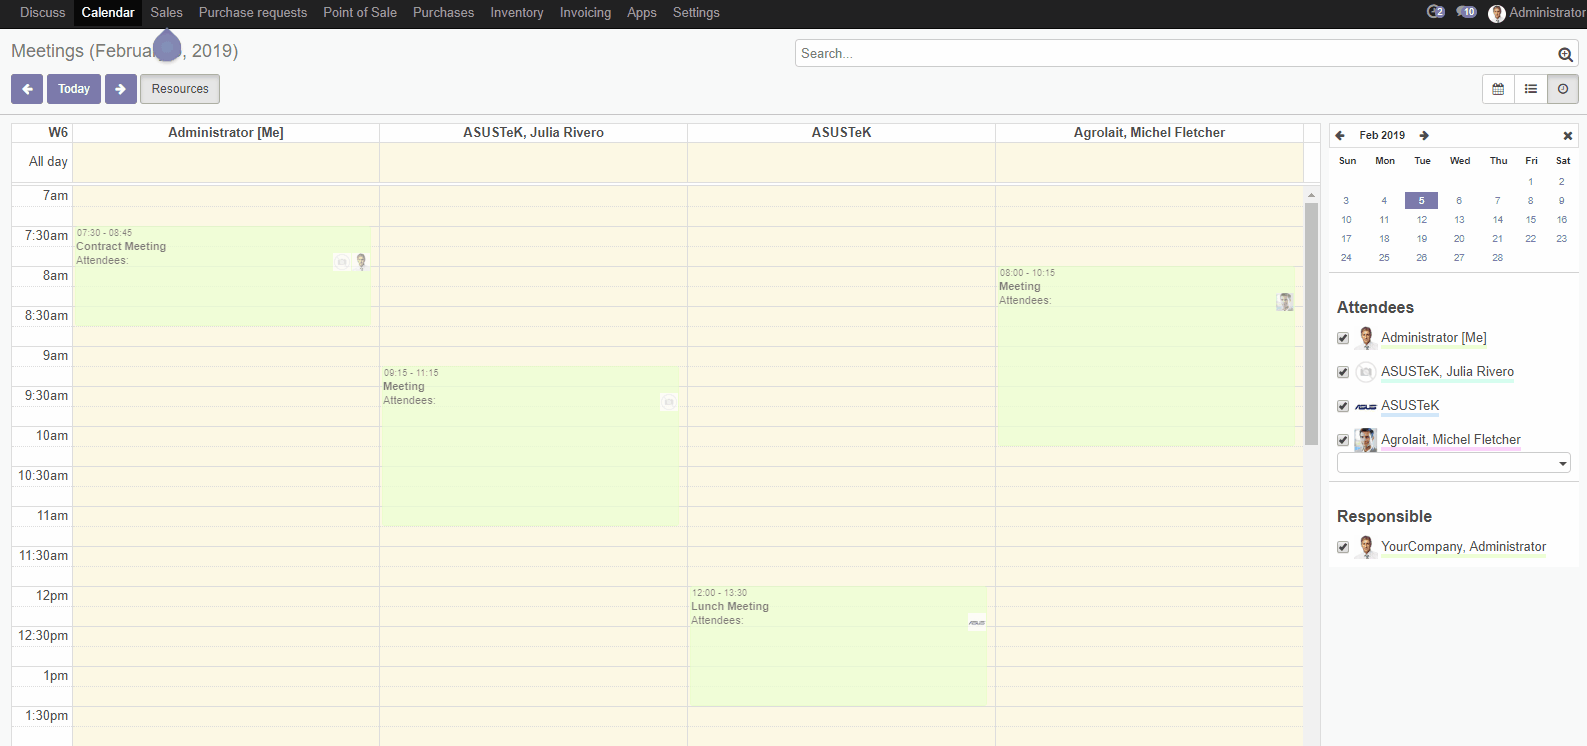 Discuss Calendar Sales Purchase requests Point of Sale Purchases Inventory Invoicing Apps Settings 2 10 Administrator
Meetings (Februa , 2019)
Search...
Today Resources
W6 Administrator [Me] ASUSTeK, Julia Rivero ASUSTeK Agrolait, Michel Fletcher
All day
7am
7:30am
8am
8:30am
9am
9:30am
10am
10:30am
11am
11:30am
12pm
12:30pm
1pm
1:30pm
07:30 - 08:45
Contract Meeting
Attendees:
09:15 - 11:15
Meeting
Attendees:
12:00 - 13:30
Lunch Meeting
Attendees:
ASUS
08:00 - 10:15
Meeting
Attendees:
Feb 2019
Sun Mon Tue Wed Thu Fri Sat
1 2
3 4 5 6 7 8 9
10 11 12 13 14 15 16
17 18 19 20 21 22 23
24 25 26 27 28
Attendees
Administrator [Me]
ASUSTeK, Julia Rivero
ASUS ASUSTeK
Agrolait, Michel Fletcher
Responsible
YourCompany, Administrator